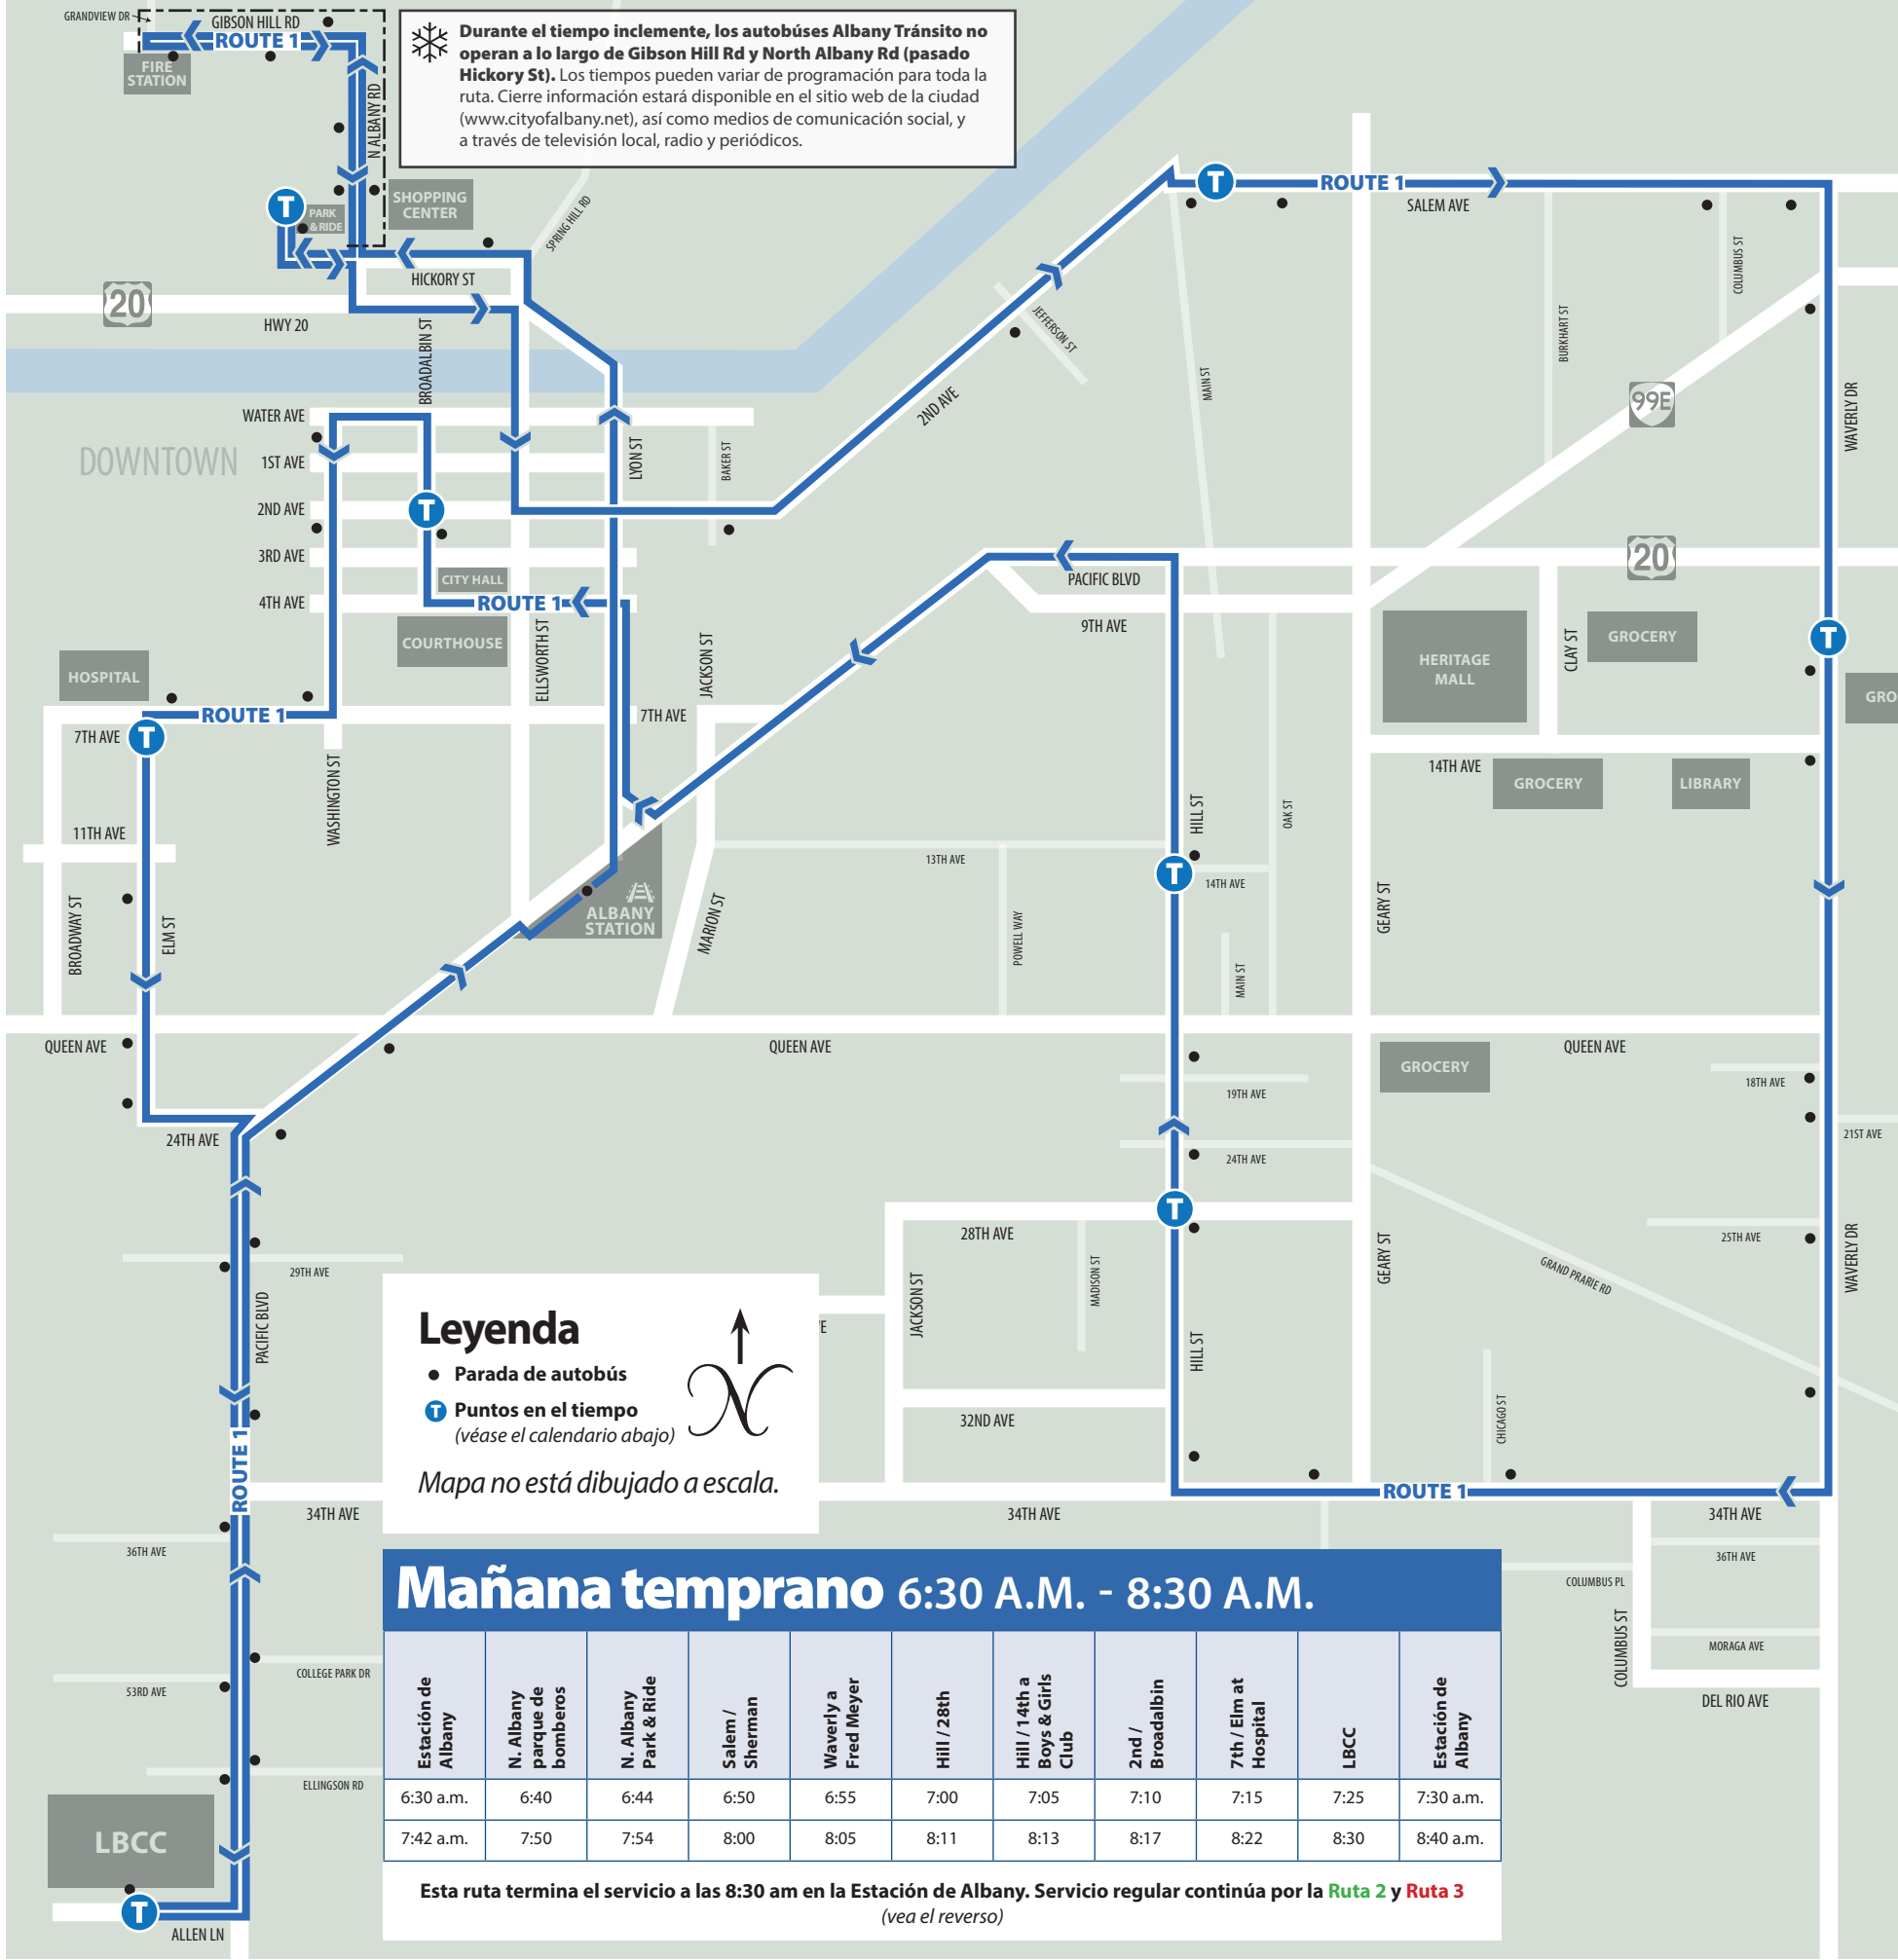 GRANDVIEW DR
GIBSON HILL RD
ROUTE 1
FIRE
STATION
N ALBANY RD
Durante el tiempo inclemente, los autobúses Albany Tránsito no
operan a lo largo de Gibson Hill Rd y North Albany Rd (pasado
Hickory St). Los tiempos pueden variar de programación para toda la
ruta. Cierre información estará disponible en el sitio web de la ciudad
(www.cityofalbany.net), así como medios de comunicación social, y
a través de televisión local, radio y periódicos.
T
PARK
& RIDE
SHOPPING
CENTER
SPRING HILL RD
HICKORY ST
20
HWY 20
BROADALBIN ST
T
ROUTE 1
SALEM AVE
COLUMBUS ST
BURKHART ST
JEFFERSON ST
MAIN ST
2ND AVE
99E
WAVERLY DR
WATER AVE
DOWNTOWN
1ST AVE
2ND AVE
T
3RD AVE
CITY HALL
4TH AVE
ROUTE 1
COURTHOUSE
LYON ST
BAKER ST
ELLSWORTH ST
JACKSON ST
PACIFIC BLVD
9TH AVE
20
HERITAGE
MALL
CLAY ST
GROCERY
T
GRO
HOSPITAL
ROUTE 1
7TH AVE
7TH AVE
T
14TH AVE
GROCERY
LIBRARY
11TH AVE
WASHINGTON ST
HILL ST
OAK ST
13TH AVE
T
14TH AVE
BROADWAY ST
ELM ST
ALBANY
STATION
MARION ST
POWELL WAY
MAIN ST
GEARY ST
QUEEN AVE
QUEEN AVE
QUEEN AVE
GROCERY
18TH AVE
19TH AVE
21ST AVE
24TH AVE
24TH AVE
T
28TH AVE
25TH AVE
29TH AVE
PACIFIC BLVD
JACKSON ST
MADISON ST
HILL ST
GEARY ST
GRAND PRARIE RD
WAVERLY DR
Leyenda
Parada de autobús
T Puntos en el tiempo
(véase el calendario abajo)
N
Mapa no está dibujado a escala.
32ND AVE
CHICAGO ST
ROUTE 1
ROUTE 1
34TH AVE
34TH AVE
34TH AVE
36TH AVE
36TH AVE
COLUMBUS PL
COLUMBUS ST
MORAGA AVE
DEL RIO AVE
COLLEGE PARK DR
53RD AVE
ELLINGSON RD
LBCC
T
ALLEN LN
Mañana temprano 6:30 A.M. - 8:30 A.M.
Estación de
Albany
N. Albany
parque de
bomberos
N. Albany
Park & Ride
Salem /
Sherman
Waverly a
Fred Meyer
Hill / 28th
Hill / 14th a
Boys & Girls
Club
2nd /
Broadalbin
7th / Elm at
Hospital
LBCC
Estación de
Albany
6:30 a.m. 6:40 6:44 6:50 6:55 7:00 7:05 7:10 7:15 7:25 7:30 a.m.
7:42 a.m. 7:50 7:54 8:00 8:05 8:11 8:13 8:17 8:22 8:30 8:40 a.m.
Esta ruta termina el servicio a las 8:30 am en la Estación de Albany. Servicio regular continúa por la Ruta 2 y Ruta 3
(vea el reverso)